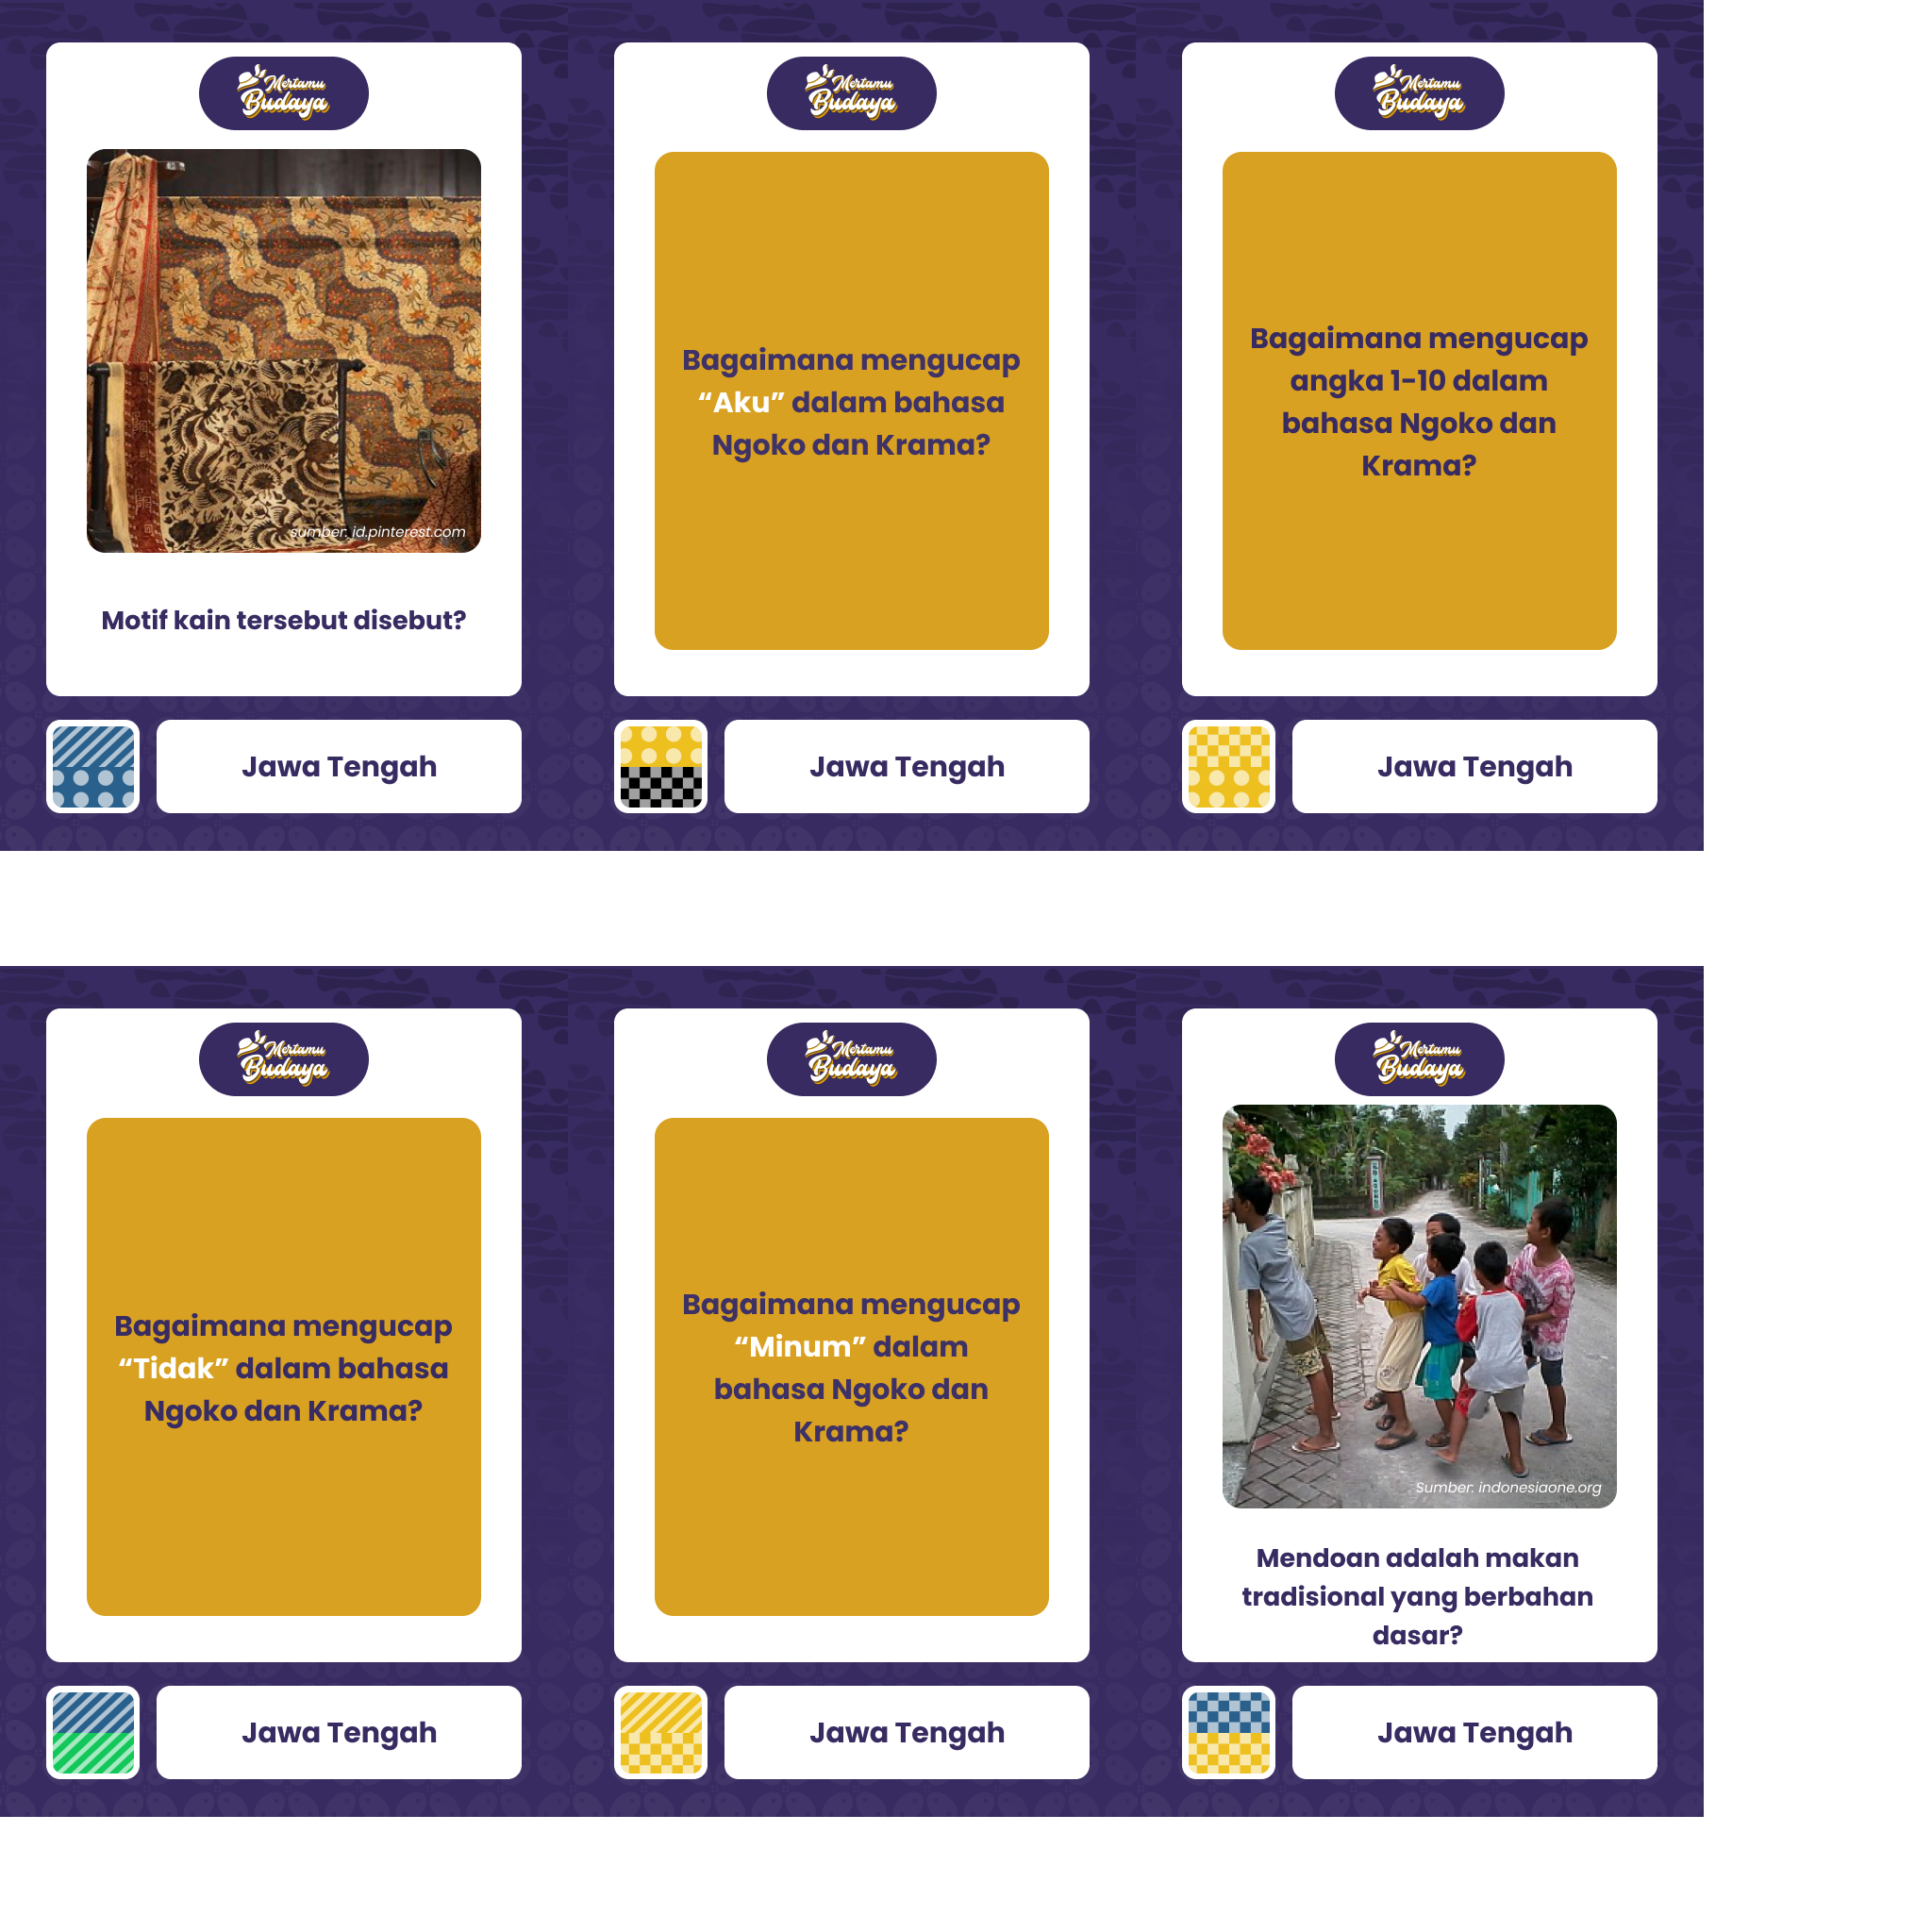 Mertamu
Budaya
sumber: id.pinterest.com
Motif kain tersebut disebut?
Jawa Tengah
Mertamu
Budaya
Bagaimana mengucap
“Aku” dalam bahasa
Ngoko dan Krama?
Jawa Tengah
Mertamu
Budaya
Bagaimana mengucap
angka 1-10 dalam
bahasa Ngoko dan
Krama?
Jawa Tengah
Mertamu
Budaya
Bagaimana mengucap
“Tidak” dalam bahasa
Ngoko dan Krama?
Jawa Tengah
Mertamu
Budaya
Bagaimana mengucap
“Minum” dalam
bahasa Ngoko dan
Krama?
Jawa Tengah
Mertamu
Budaya
Sumber: indonesiaone.org
Mendoan adalah makan
tradisional yang berbahan
dasar?
Jawa Tengah